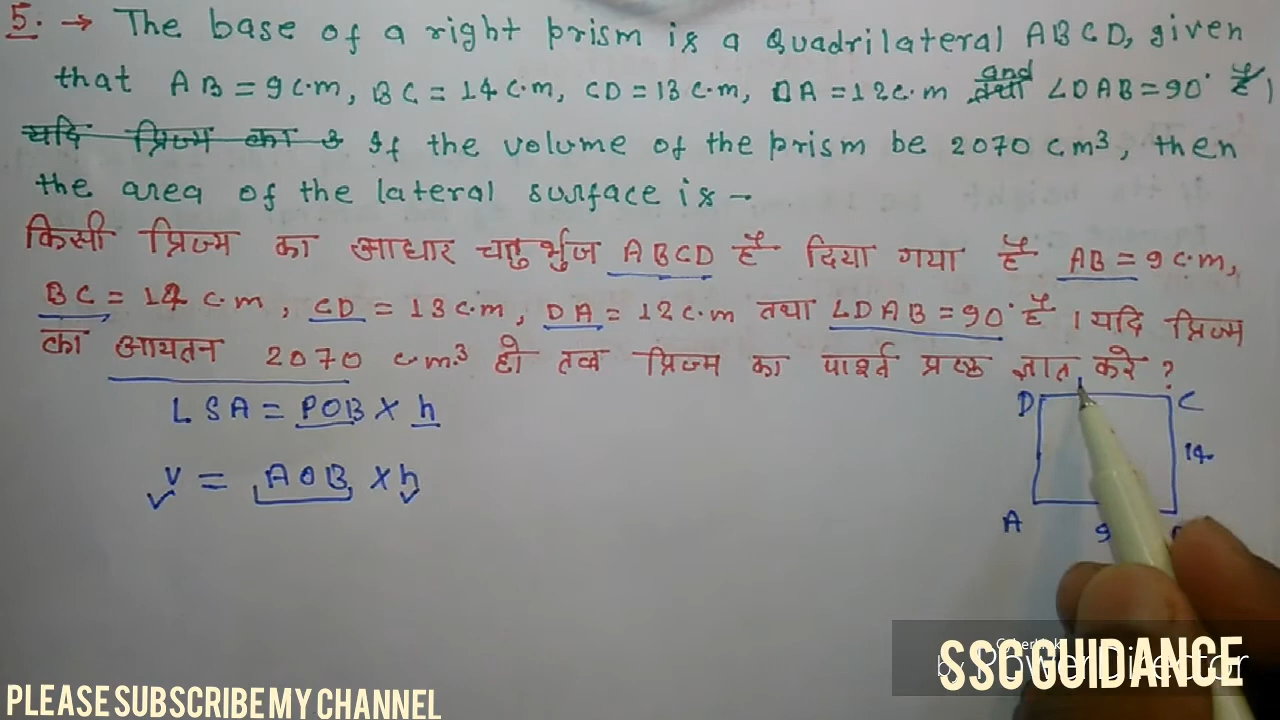 5. → The base of a right prism is a Quadrilateral ABCD, given
that AB = 9 c.m, BC = 14 c.m, CD = 13 c.m, DA = 12 c.m and तथा ∠DAB = 90° है।
यदि प्रिज्म का If the volume of the prism be 2070 cm³, then
the area of the lateral surface is –
किसी प्रिज्म का आधार चतुर्भुज ABCD है दिया गया है AB = 9 c.m,
BC = 14 c.m, CD = 13 c.m, DA = 12 c.m तथा ∠DAB = 90° है । यदि प्रिज्म
का आयतन 2070 cm³ हो तब प्रिज्म का पार्श्व प्रष्ठ ज्ञात करे ?
LSA = POB × h
D C
14
V = AOB × h
A 9
SSC GUIDANCE
PLEASE SUBSCRIBE MY CHANNEL